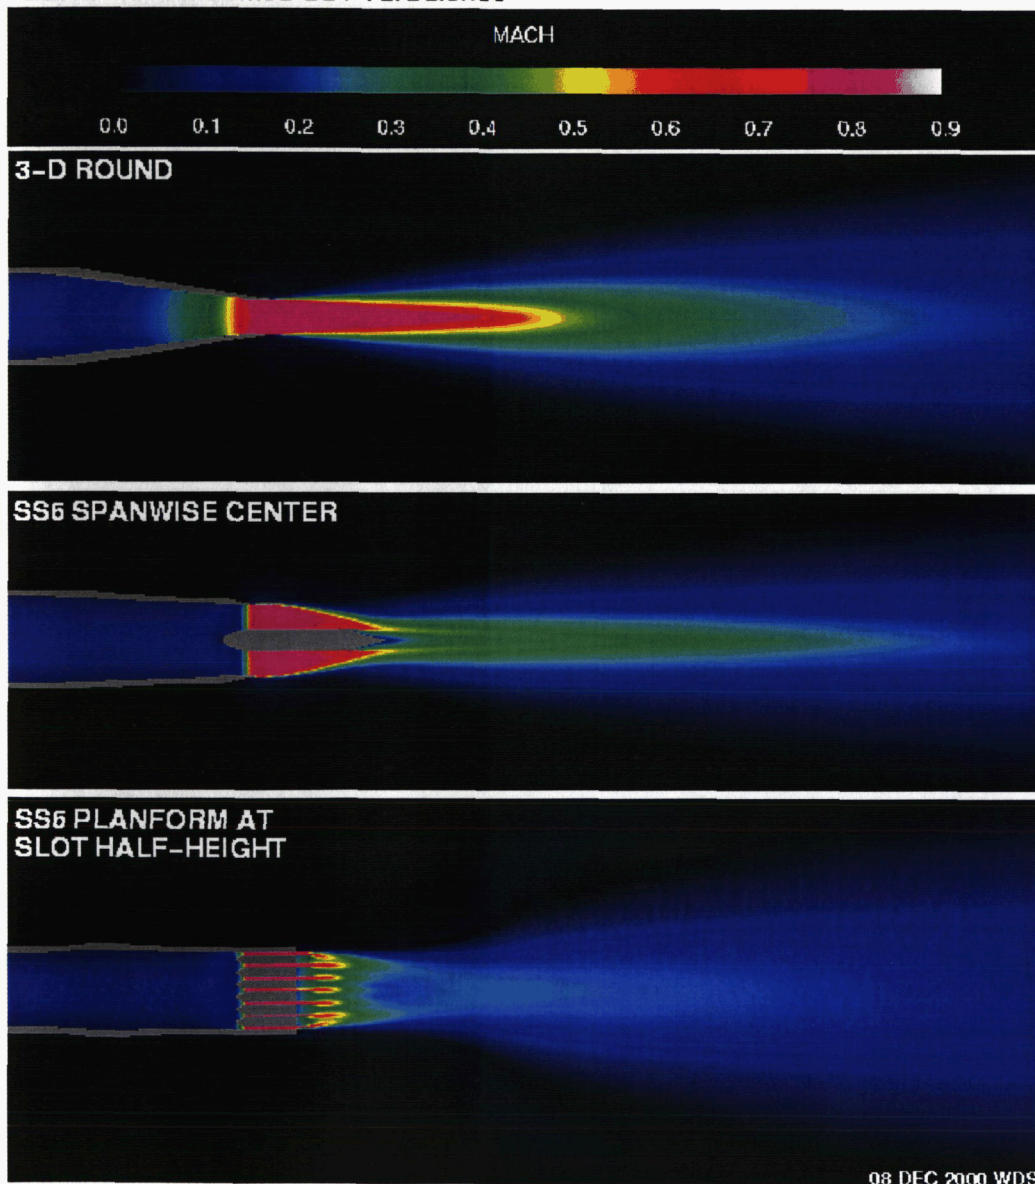 MACH
0.0 0.1 0.2 0.3 0.4 0.5 0.6 0.7 0.8 0.9
3-D ROUND
SS6 SPANWISE CENTER
SS6 PLANFORM AT
SLOT HALF-HEIGHT
08 DEC 2000 WDS